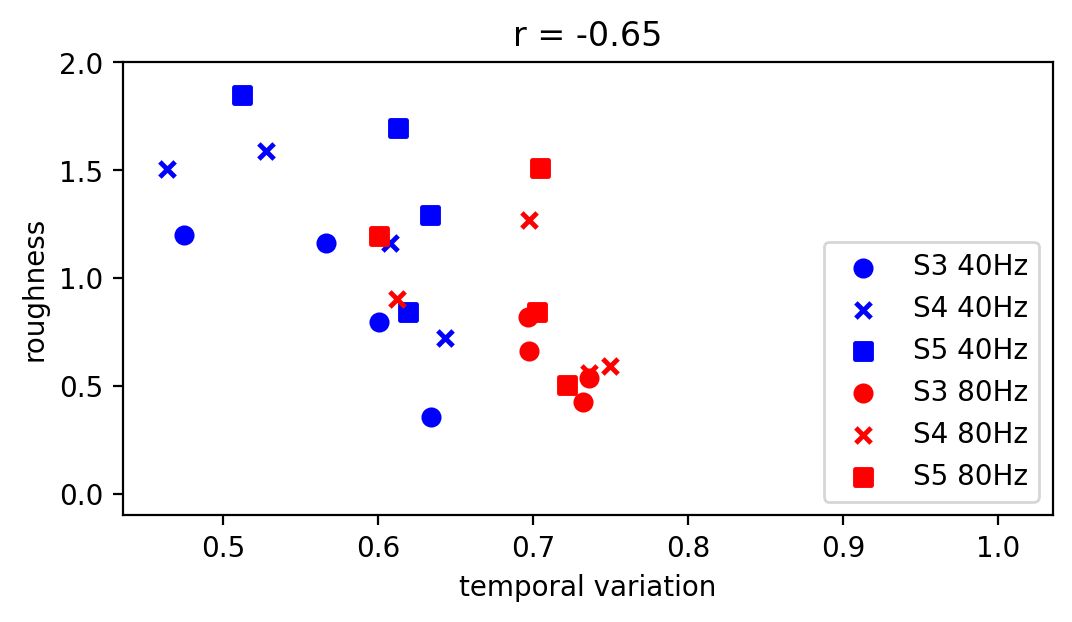 r = -0.65
roughness
2.0
1.5
1.0
0.5
0.0
S3 40Hz
S4 40Hz
S5 40Hz
S3 80Hz
S4 80Hz
S5 80Hz
0.5 0.6 0.7 0.8 0.9 1.0
temporal variation